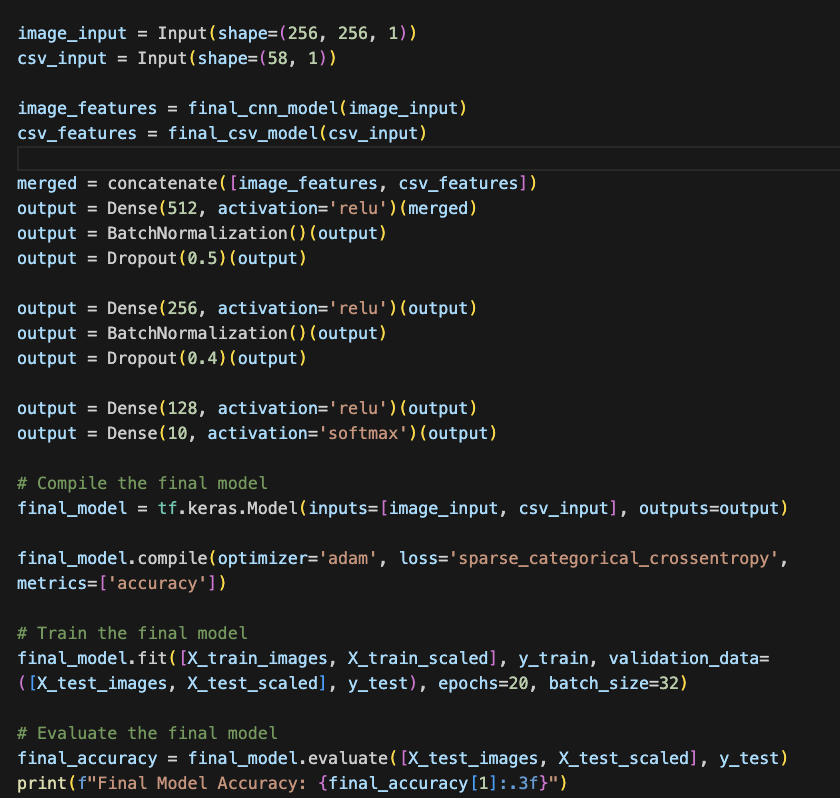 image_input = Input(shape=(256, 256, 1))
csv_input = Input(shape=(58, 1))
image_features = final_cnn_model(image_input)
csv_features = final_csv_model(csv_input)
merged = concatenate([image_features, csv_features])
output = Dense(512, activation='relu')(merged)
output = BatchNormalization()(output)
output = Dropout(0.5)(output)
output = Dense(256, activation='relu')(output)
output = BatchNormalization()(output)
output = Dropout(0.4)(output)
output = Dense(128, activation='relu')(output)
output = Dense(10, activation='softmax')(output)
# Compile the final model
final_model = tf.keras.Model(inputs=[image_input, csv_input], outputs=output)
final_model.compile(optimizer='adam', loss='sparse_categorical_crossentropy',
metrics=['accuracy'])
# Train the final model
final_model.fit([X_train_images, X_train_scaled], y_train, validation_data=
([X_test_images, X_test_scaled], y_test), epochs=20, batch_size=32)
# Evaluate the final model
final_accuracy = final_model.evaluate([X_test_images, X_test_scaled], y_test)
print(f"Final Model Accuracy: {final_accuracy[1]:.3f}")